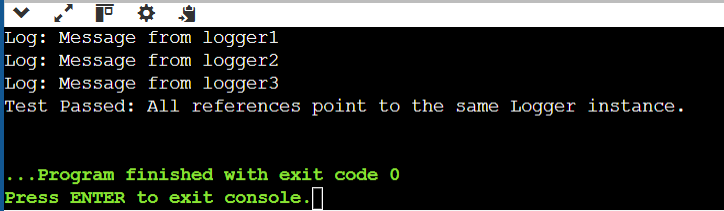 Log: Message from logger1
Log: Message from logger2
Log: Message from logger3
Test Passed: All references point to the same Logger instance.
...Program finished with exit code 0
Press ENTER to exit console.